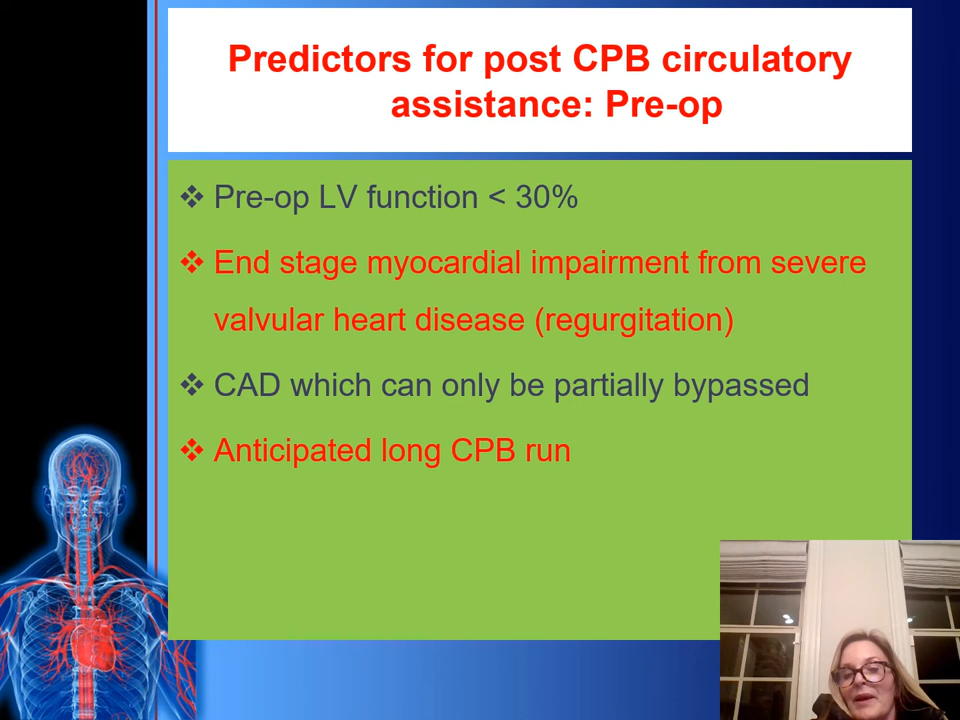 Predictors for post CPB circulatory
assistance: Pre-op
❖ Pre-op LV function < 30%
❖ End stage myocardial impairment from severe
valvular heart disease (regurgitation)
❖ CAD which can only be partially bypassed
❖ Anticipated long CPB run